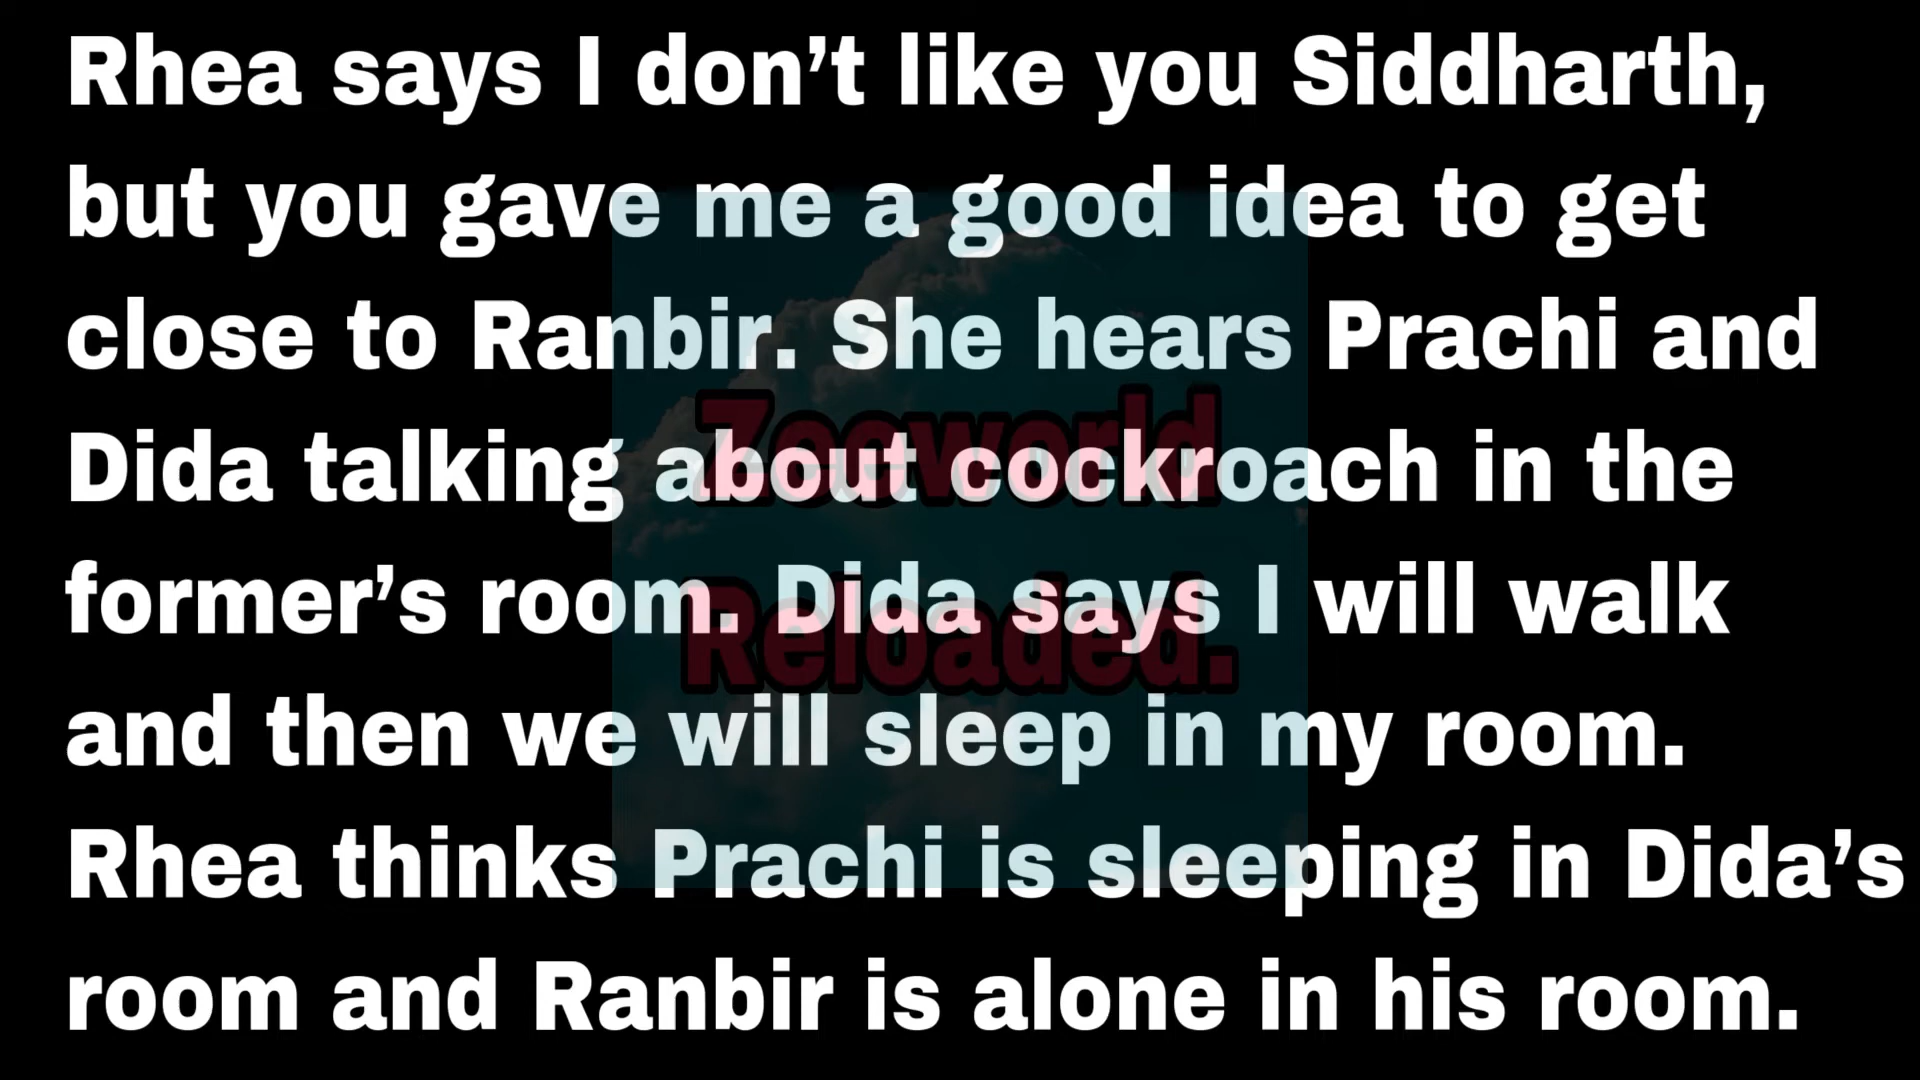 Rhea says I don’t like you Siddharth,
but you gave me a good idea to get
close to Ranbir. She hears Prachi and
Dida talking about cockroach in the
former’s room. Dida says I will walk
and then we will sleep in my room.
Rhea thinks Prachi is sleeping in Dida’s
room and Ranbir is alone in his room.
Zeeworld
Reloaded.